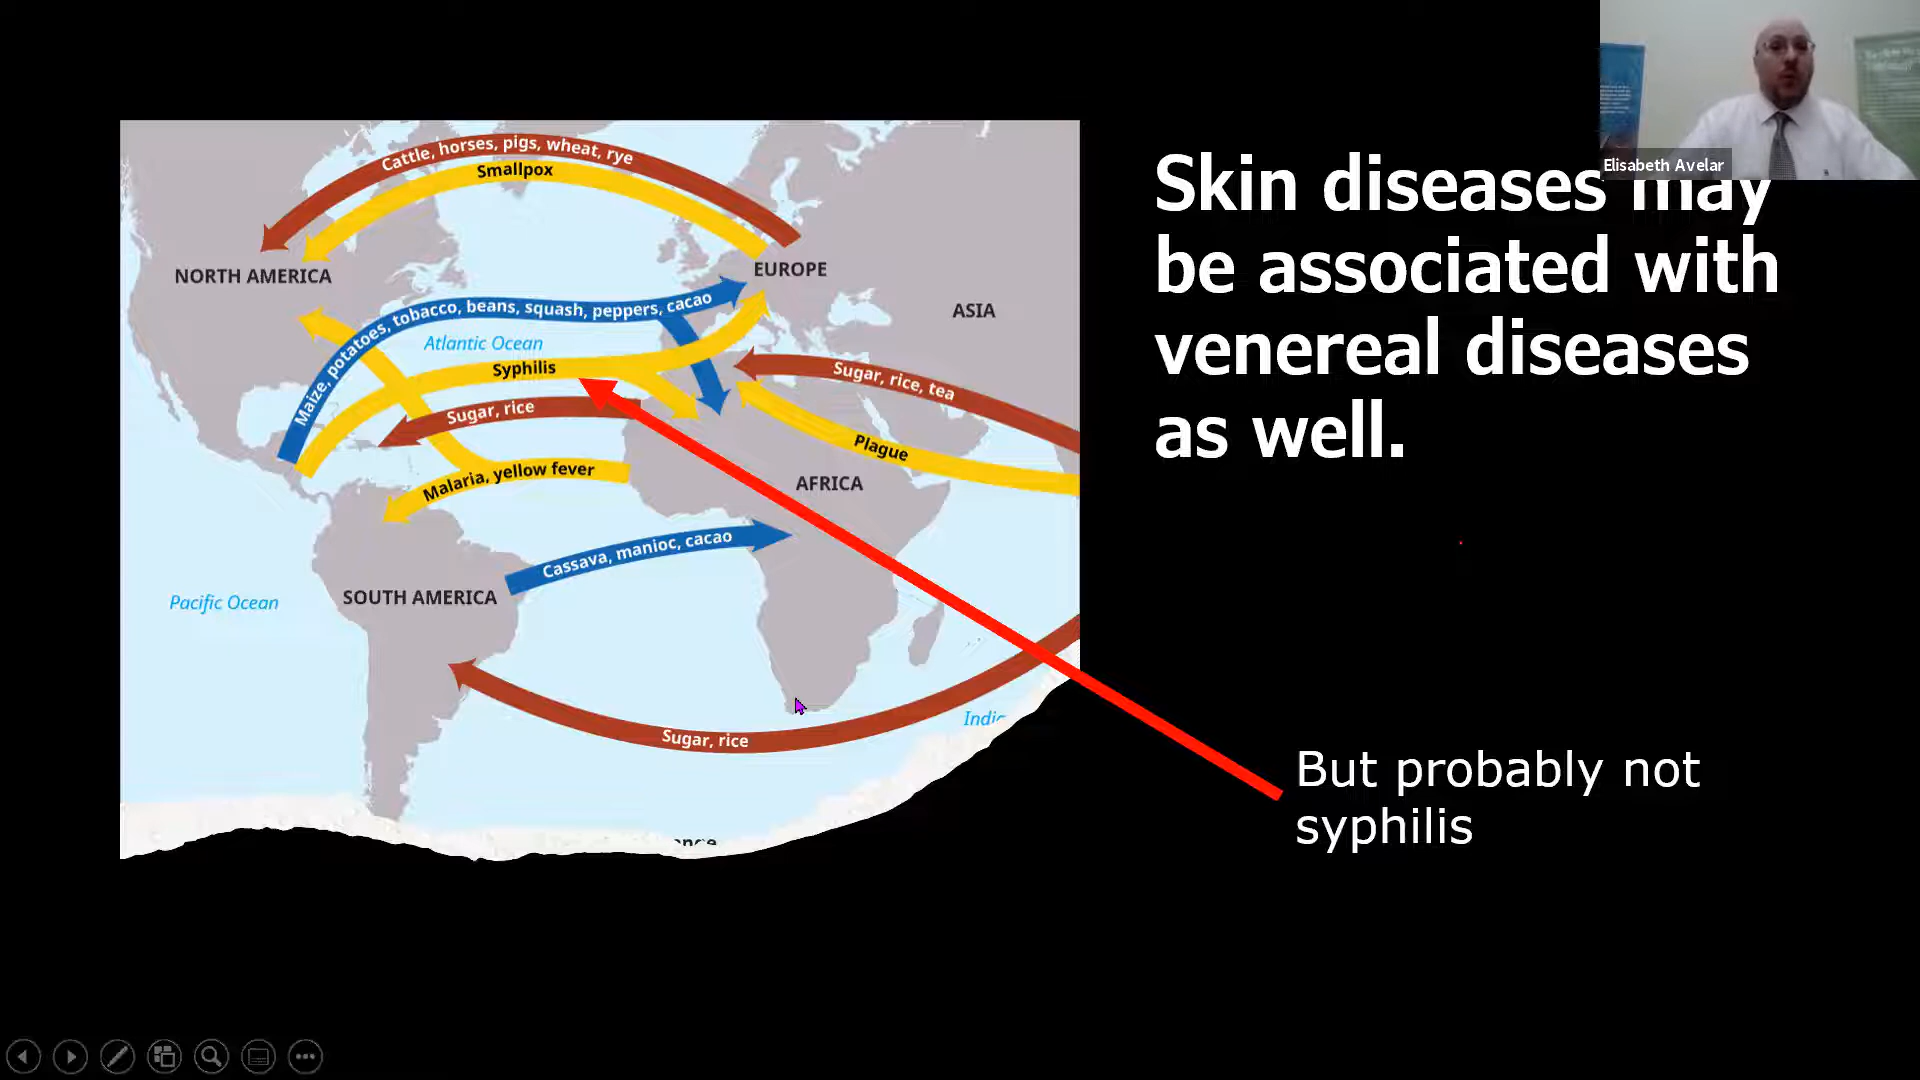 Elisabeth Avelar
Skin diseases may
be associated with
venereal diseases
as well.
Cattle, horses, pigs, wheat, rye
Smallpox
NORTH AMERICA
EUROPE
ASIA
Maize, potatoes, tobacco, beans, squash, peppers, cacao
Atlantic Ocean
Syphilis
Sugar, rice, tea
Sugar, rice
Plague
Malaria, yellow fever
AFRICA
Cassava, manioc, cacao
SOUTH AMERICA
Pacific Ocean
Sugar, rice
But probably not
syphilis